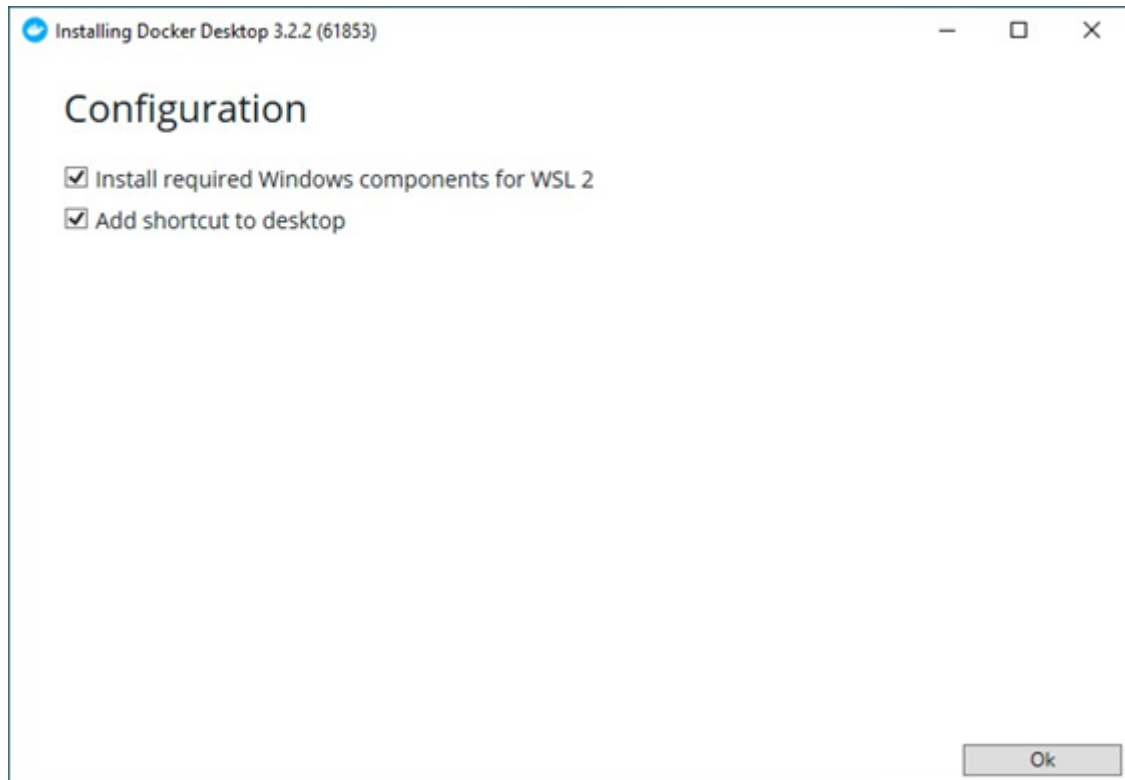 Installing Docker Desktop 3.2.2 (61853)
Configuration
Install required Windows components for WSL 2
Add shortcut to desktop
Ok